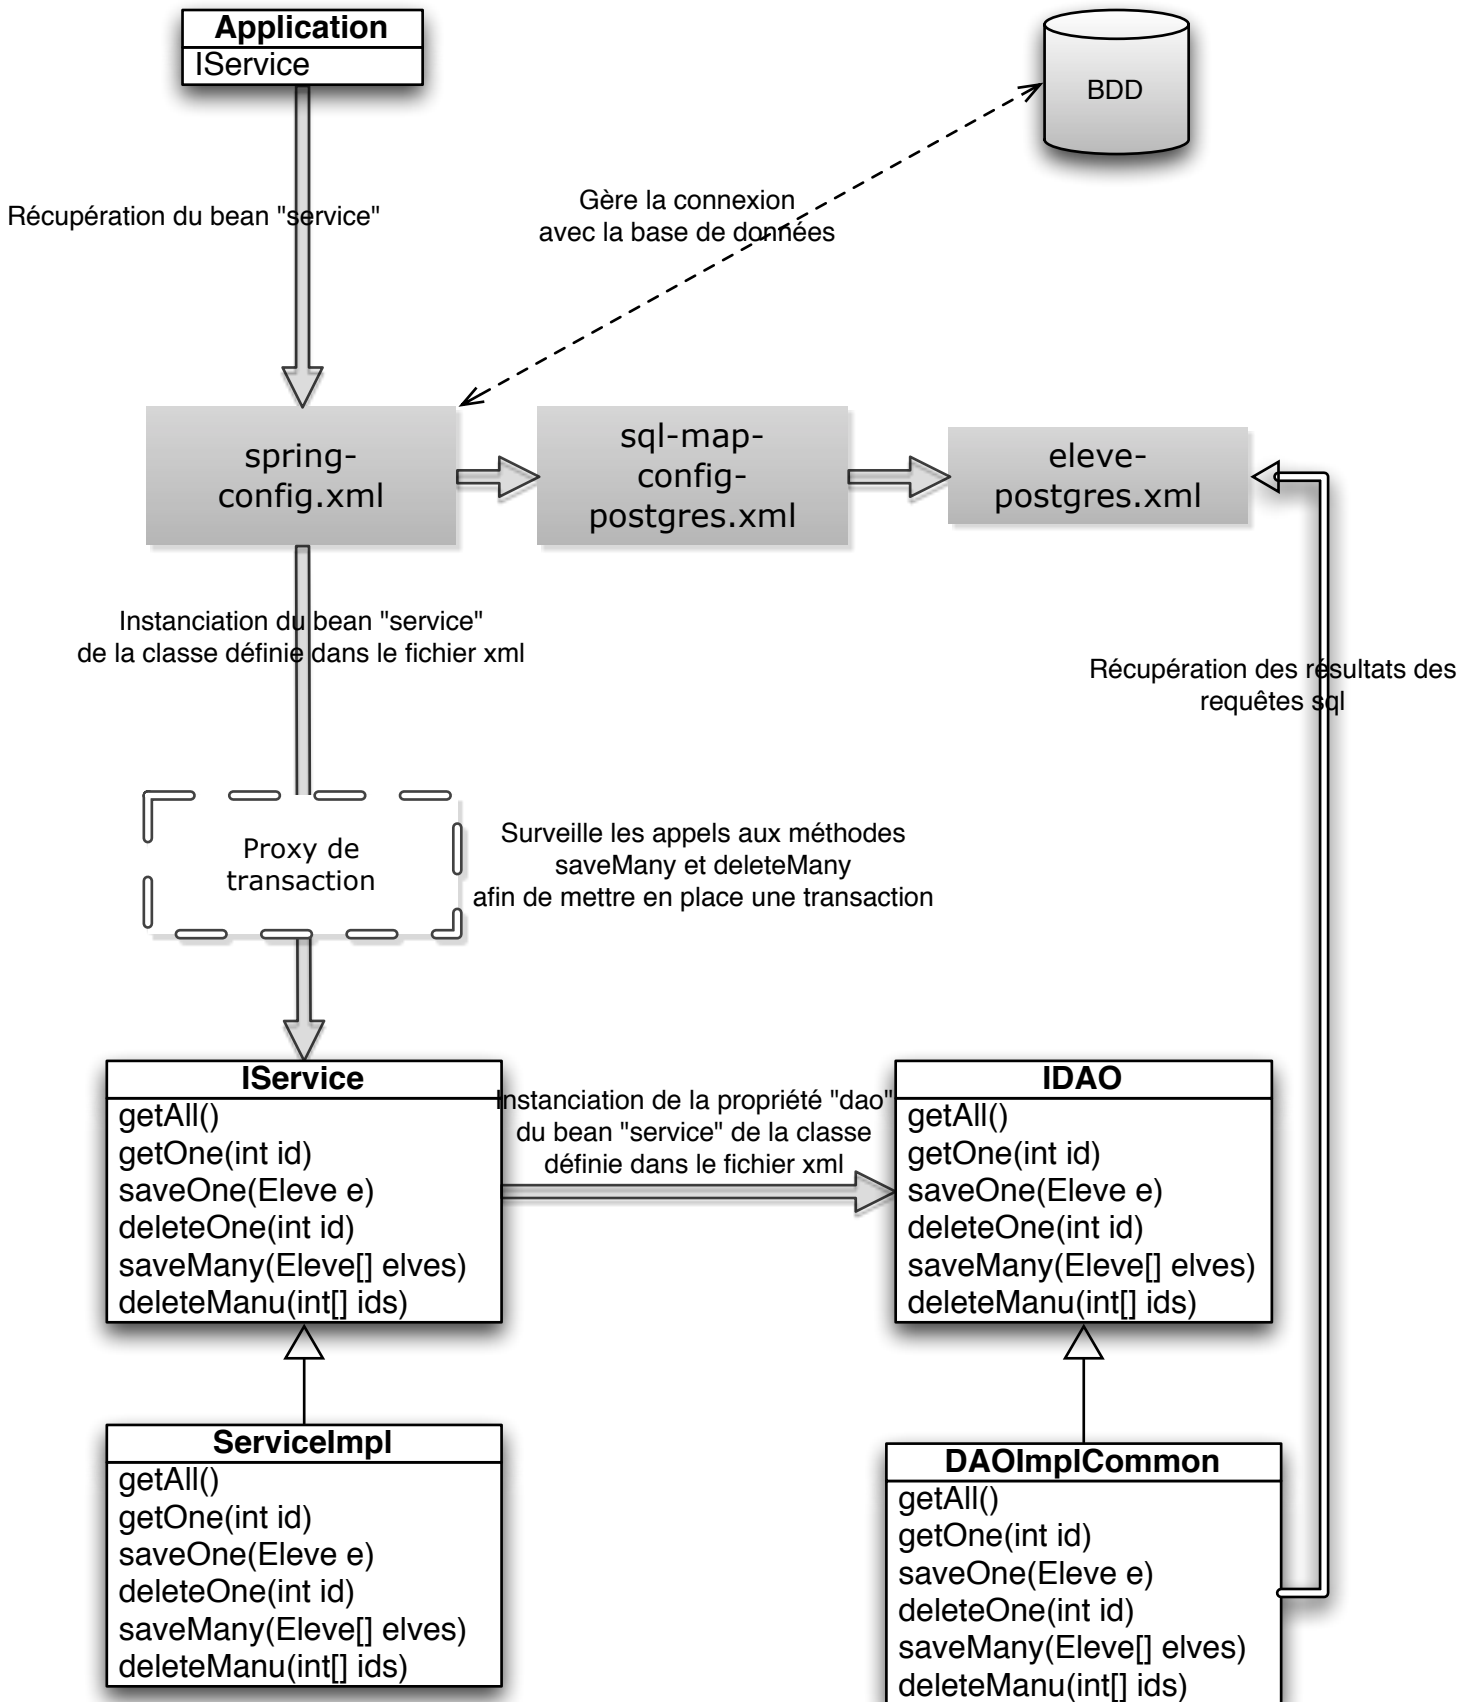 Application
IService
BDD
Récupération du bean "service"
Gère la connexion
avec la base de données
spring-
config.xml
sql-map-
config-
postgres.xml
eleve-
postgres.xml
Instanciation du bean "service"
de la classe définie dans le fichier xml
Récupération des résultats des
requêtes sql
Proxy de
transaction
Surveille les appels aux méthodes
saveMany et deleteMany
afin de mettre en place une transaction
IService
getAll()
getOne(int id)
saveOne(Eleve e)
deleteOne(int id)
saveMany(Eleve[] elves)
deleteManu(int[] ids)
Instanciation de la propriété "dao"
du bean "service" de la classe
définie dans le fichier xml
IDAO
getAll()
getOne(int id)
saveOne(Eleve e)
deleteOne(int id)
saveMany(Eleve[] elves)
deleteManu(int[] ids)
ServiceImpl
getAll()
getOne(int id)
saveOne(Eleve e)
deleteOne(int id)
saveMany(Eleve[] elves)
deleteManu(int[] ids)
DAOImplCommon
getAll()
getOne(int id)
saveOne(Eleve e)
deleteOne(int id)
saveMany(Eleve[] elves)
deleteManu(int[] ids)